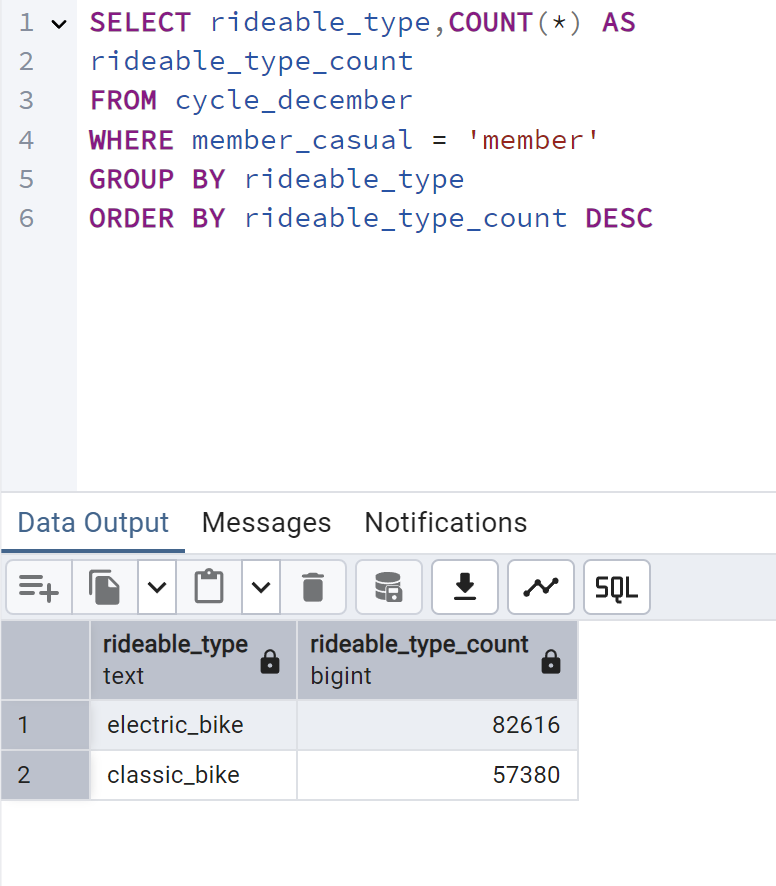 1 SELECT rideable_type,COUNT(*) AS
2 rideable_type_count
3 FROM cycle_december
4 WHERE member_casual = 'member'
5 GROUP BY rideable_type
6 ORDER BY rideable_type_count DESC
Data Output Messages Notifications
SQL
rideable_type rideable_type_count
text bigint
1 electric_bike 82616
2 classic_bike 57380